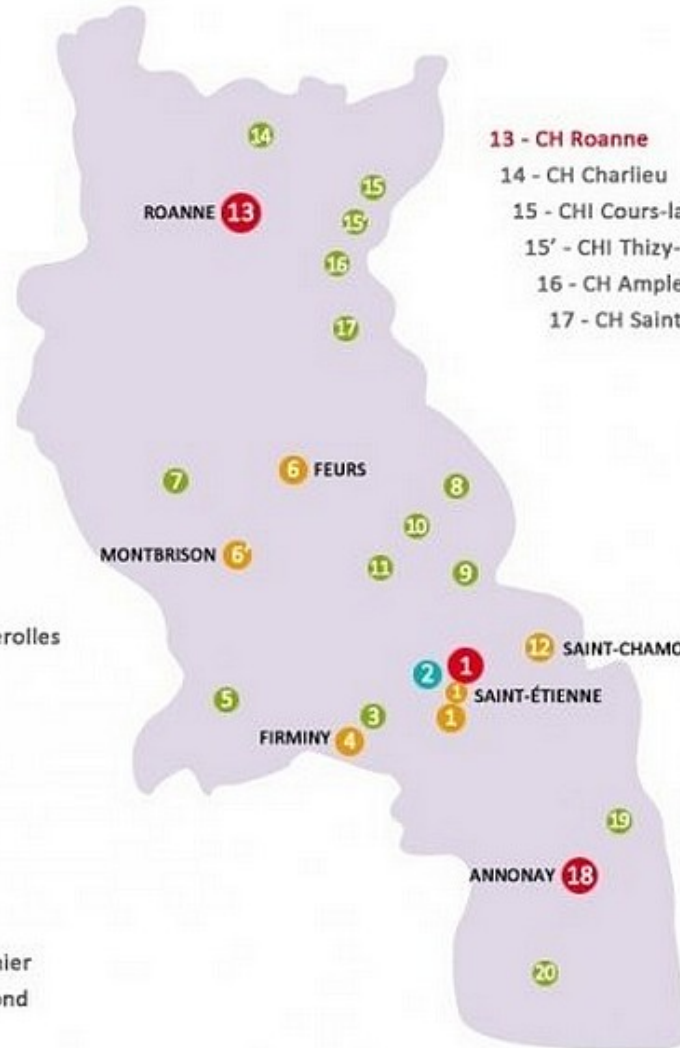 13 - CH Roanne
14 - CH Charlieu
15 - CHI Cours-la
15' - CHI Thizy-
16 - CH Ample
17 - CH Saint
14
15
ROANNE 13
15'
16
17
7
6 FEURS
8
10
MONTBRISON 6'
11
9
erolles
12 SAINT-CHAMO
2
1
1 SAINT-ÉTIENNE
5
3
1
FIRMINY 4
19
ANNONAY 18
nier
20
ond